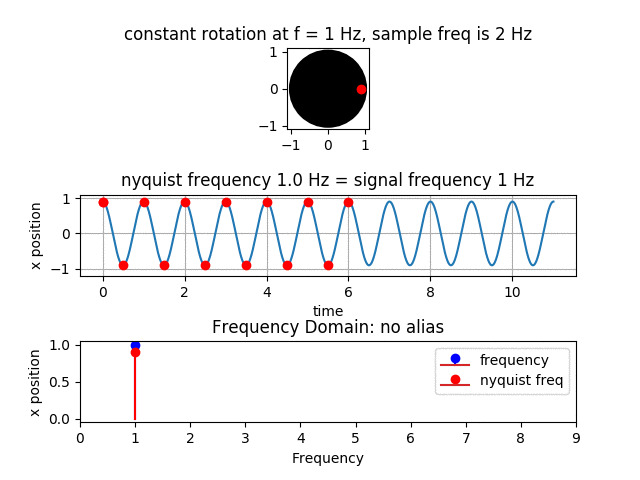 constant rotation at f = 1 Hz, sample freq is 2 Hz
1
0
−1
−1 0 1
nyquist frequency 1.0 Hz = signal frequency 1 Hz
x position
1
0
−1
0 2 4 6 8 10
time
Frequency Domain: no alias
x position
1.0
0.5
0.0
frequency
nyquist freq
0 1 2 3 4 5 6 7 8 9
Frequency